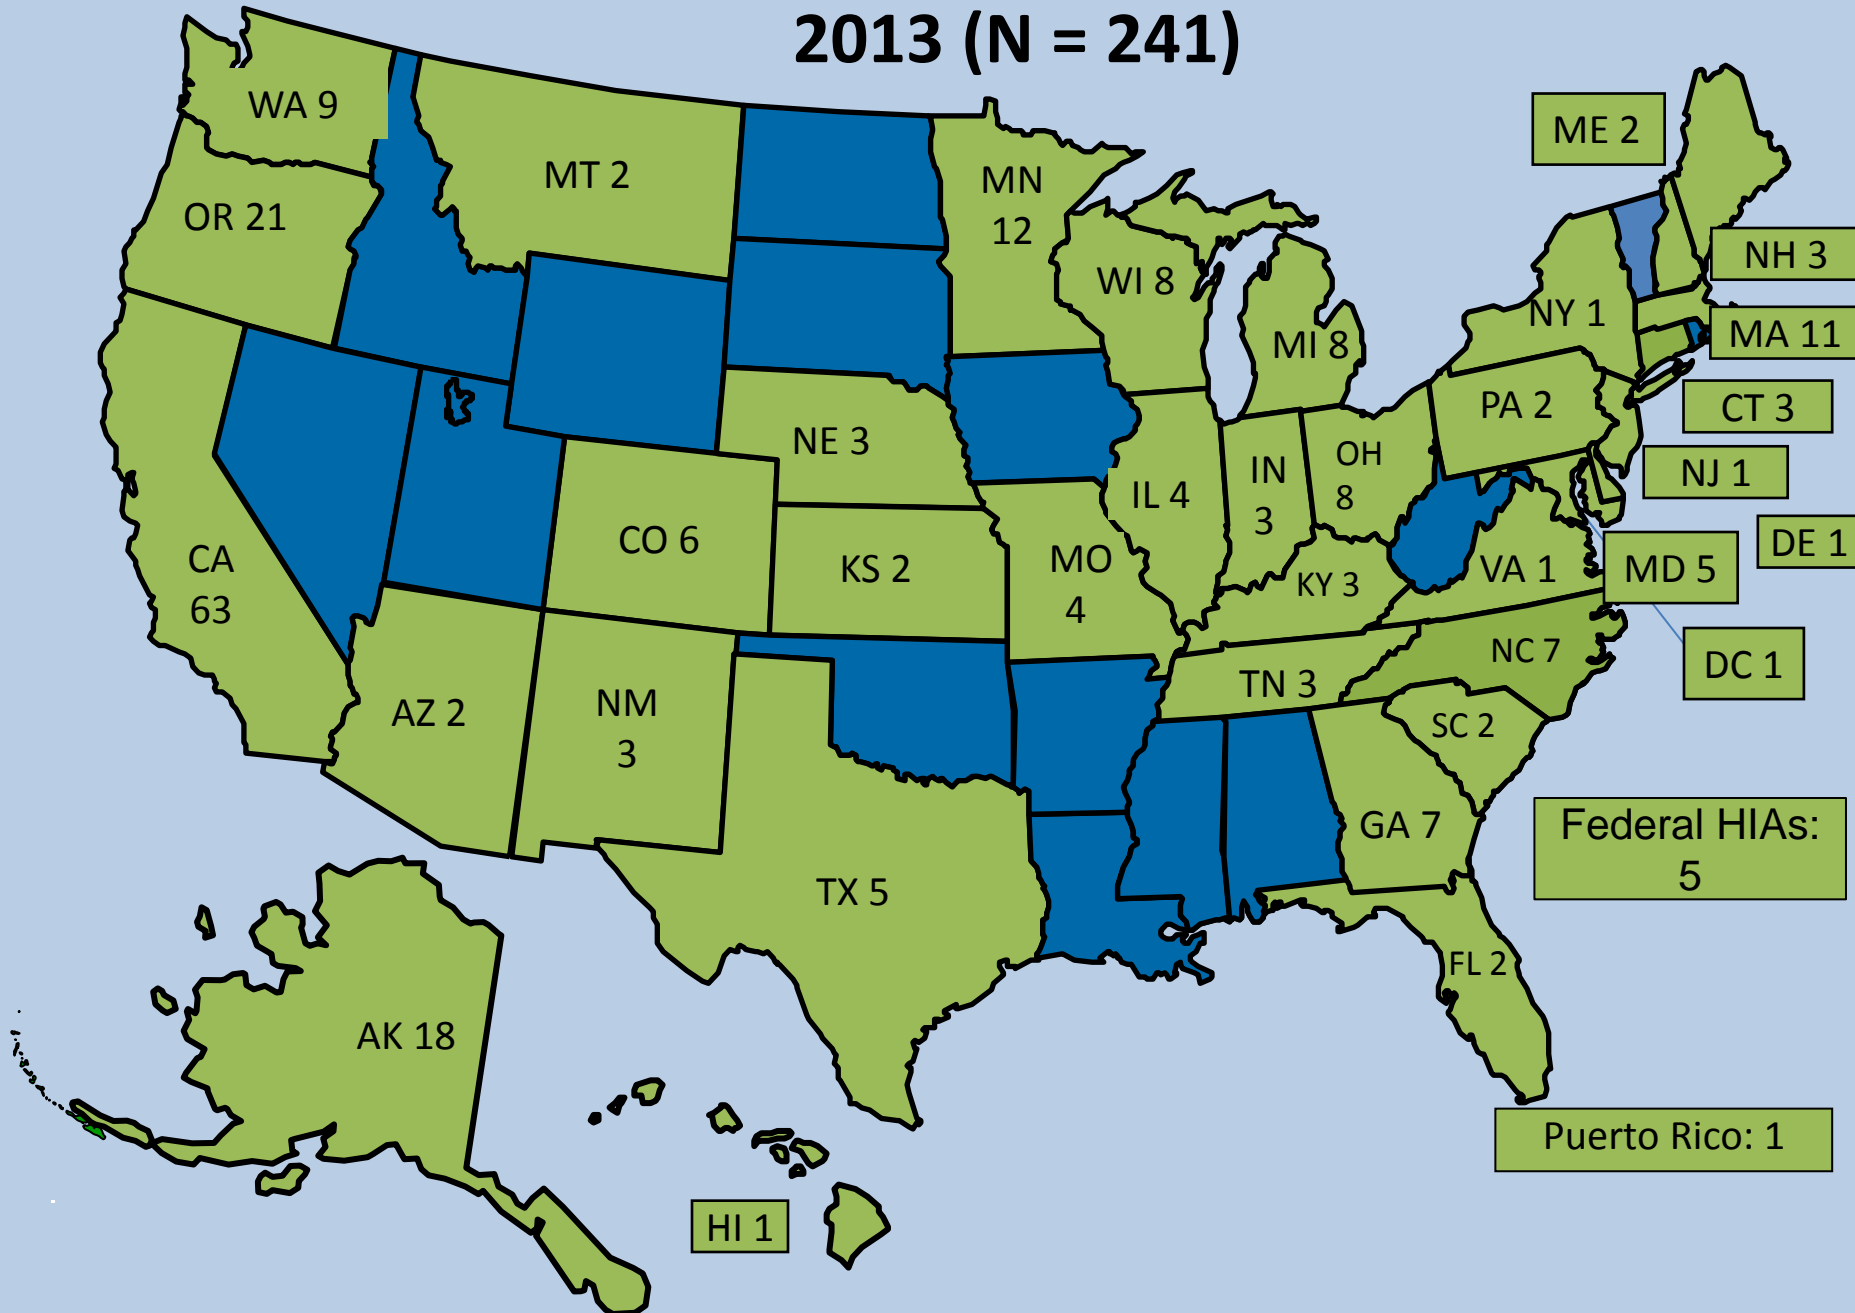 2013 (N = 241)
WA 9
MT 2
OR 21
MN
12
WI 8
MI 8
ME 2
NH 3
NY 1
MA 11
PA 2
CT 3
NJ 1
NE 3
IL 4
IN
3
OH
8
CO 6
KS 2
MO
4
KY 3
VA 1
MD 5
DE 1
CA
63
NC 7
DC 1
TN 3
AZ 2
NM
3
SC 2
GA 7
Federal HIAs:
5
TX 5
FL 2
AK 18
Puerto Rico: 1
HI 1